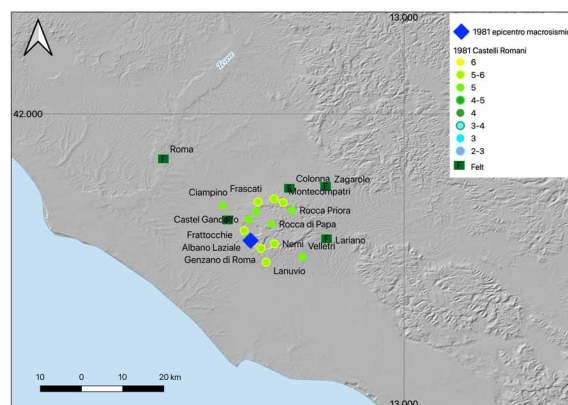 13.000
42.000
Tevere
1981 epicentro macrosismic
1981 Castelli Romani
6
5-6
5
4-5
4
3-4
3
2-3
F Felt
F
Roma
F
Colonna
F
Zagarolo
Ciampino
Frascati
Montecompatri
Castel Gandolfo
F
Rocca Priora
Rocca di Papa
Frattocchie
Albano Laziale
Nemi
F
Lariano
Genzano di Roma
Velletri
Lanuvio
10 0 10 20 km
13.000